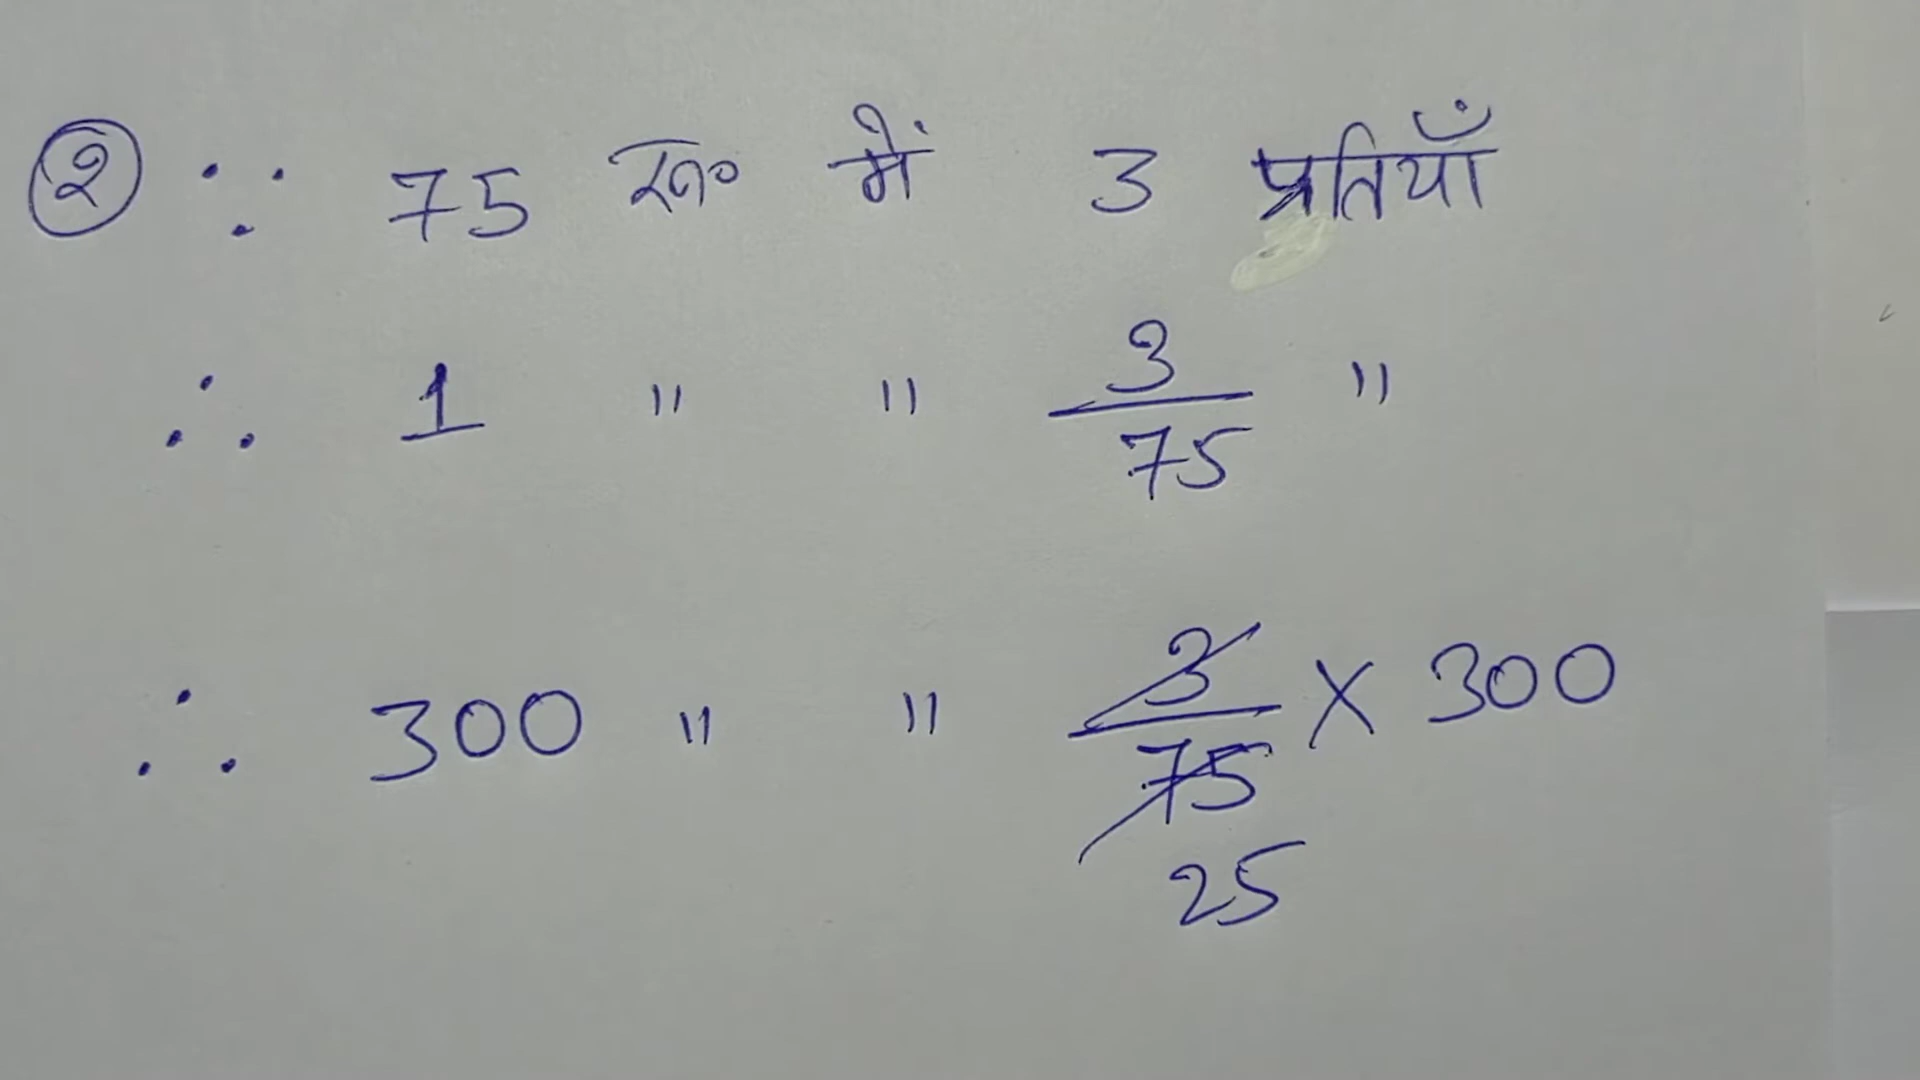 ② ∵ 75 रू० में 3 प्रतियाँ
∴ 1 " " 3/75 "
∴ 300 " " 3/75 × 300
25